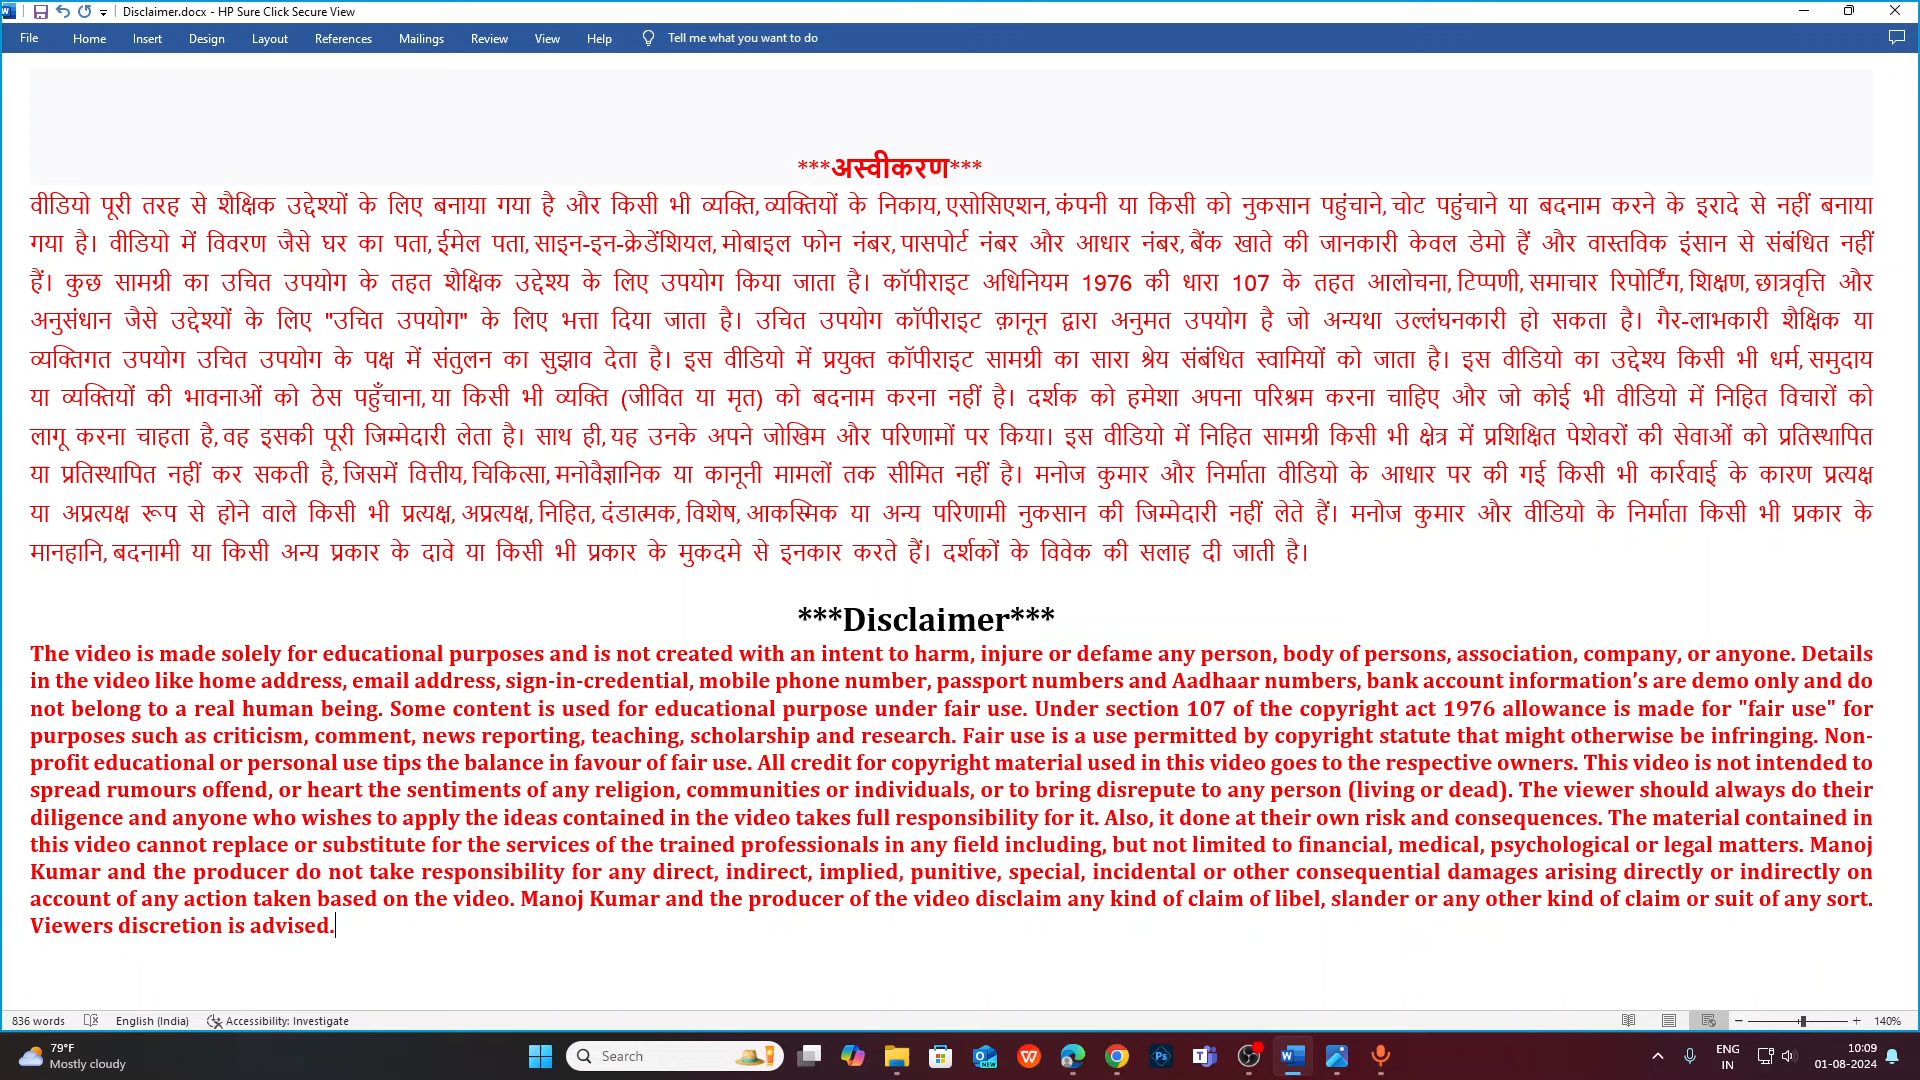 Disclaimer.docx - HP Sure Click Secure View
File Home Insert Design Layout References Mailings Review View Help Tell me what you want to do
***अस्वीकरण***
वीडियो पूरी तरह से शैक्षिक उद्देश्यों के लिए बनाया गया है और किसी भी व्यक्ति, व्यक्तियों के निकाय, एसोसिएशन, कंपनी या किसी को नुकसान पहुंचाने, चोट पहुंचाने या बदनाम करने के इरादे से नहीं बनाया
गया है। वीडियो में विवरण जैसे घर का पता, ईमेल पता, साइन-इन-क्रेडेंशियल, मोबाइल फोन नंबर, पासपोर्ट नंबर और आधार नंबर, बैंक खाते की जानकारी केवल डेमो हैं और वास्तविक इंसान से संबंधित नहीं
हैं। कुछ सामग्री का उचित उपयोग के तहत शैक्षिक उद्देश्य के लिए उपयोग किया जाता है। कॉपीराइट अधिनियम 1976 की धारा 107 के तहत आलोचना, टिप्पणी, समाचार रिपोर्टिंग, शिक्षण, छात्रवृत्ति और
अनुसंधान जैसे उद्देश्यों के लिए "उचित उपयोग" के लिए भत्ता दिया जाता है। उचित उपयोग कॉपीराइट क़ानून द्वारा अनुमत उपयोग है जो अन्यथा उल्लंघनकारी हो सकता है। गैर-लाभकारी शैक्षिक या
व्यक्तिगत उपयोग उचित उपयोग के पक्ष में संतुलन का सुझाव देता है। इस वीडियो में प्रयुक्त कॉपीराइट सामग्री का सारा श्रेय संबंधित स्वामियों को जाता है। इस वीडियो का उद्देश्य किसी भी धर्म, समुदाय
या व्यक्तियों की भावनाओं को ठेस पहुँचाना, या किसी भी व्यक्ति (जीवित या मृत) को बदनाम करना नहीं है। दर्शक को हमेशा अपना परिश्रम करना चाहिए और जो कोई भी वीडियो में निहित विचारों को
लागू करना चाहता है, वह इसकी पूरी जिम्मेदारी लेता है। साथ ही, यह उनके अपने जोखिम और परिणामों पर किया। इस वीडियो में निहित सामग्री किसी भी क्षेत्र में प्रशिक्षित पेशेवरों की सेवाओं को प्रतिस्थापित
या प्रतिस्थापित नहीं कर सकती है, जिसमें वित्तीय, चिकित्सा, मनोवैज्ञानिक या कानूनी मामलों तक सीमित नहीं है। मनोज कुमार और निर्माता वीडियो के आधार पर की गई किसी भी कार्रवाई के कारण प्रत्यक्ष
या अप्रत्यक्ष रूप से होने वाले किसी भी प्रत्यक्ष, अप्रत्यक्ष, निहित, दंडात्मक, विशेष, आकस्मिक या अन्य परिणामी नुकसान की जिम्मेदारी नहीं लेते हैं। मनोज कुमार और वीडियो के निर्माता किसी भी प्रकार के
मानहानि, बदनामी या किसी अन्य प्रकार के दावे या किसी भी प्रकार के मुकदमे से इनकार करते हैं। दर्शकों के विवेक की सलाह दी जाती है।
***Disclaimer***
The video is made solely for educational purposes and is not created with an intent to harm, injure or defame any person, body of persons, association, company, or anyone. Details
in the video like home address, email address, sign-in-credential, mobile phone number, passport numbers and Aadhaar numbers, bank account information’s are demo only and do
not belong to a real human being. Some content is used for educational purpose under fair use. Under section 107 of the copyright act 1976 allowance is made for "fair use" for
purposes such as criticism, comment, news reporting, teaching, scholarship and research. Fair use is a use permitted by copyright statute that might otherwise be infringing. Non-
profit educational or personal use tips the balance in favour of fair use. All credit for copyright material used in this video goes to the respective owners. This video is not intended to
spread rumours offend, or heart the sentiments of any religion, communities or individuals, or to bring disrepute to any person (living or dead). The viewer should always do their
diligence and anyone who wishes to apply the ideas contained in the video takes full responsibility for it. Also, it done at their own risk and consequences. The material contained in
this video cannot replace or substitute for the services of the trained professionals in any field including, but not limited to financial, medical, psychological or legal matters. Manoj
Kumar and the producer do not take responsibility for any direct, indirect, implied, punitive, special, incidental or other consequential damages arising directly or indirectly on
account of any action taken based on the video. Manoj Kumar and the producer of the video disclaim any kind of claim of libel, slander or any other kind of claim or suit of any sort.
Viewers discretion is advised.
836 words English (India) Accessibility: Investigate 140%
79°F
Mostly cloudy
Search
ENG
IN
10:09
01-08-2024